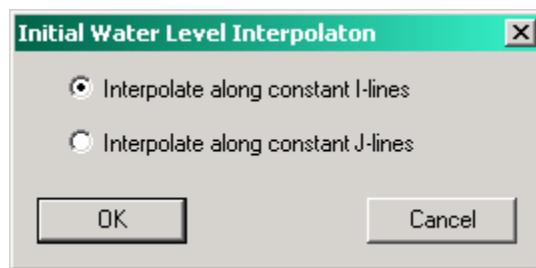 Initial Water Level Interpolaton
Interpolate along constant I-lines
Interpolate along constant J-lines
OK Cancel